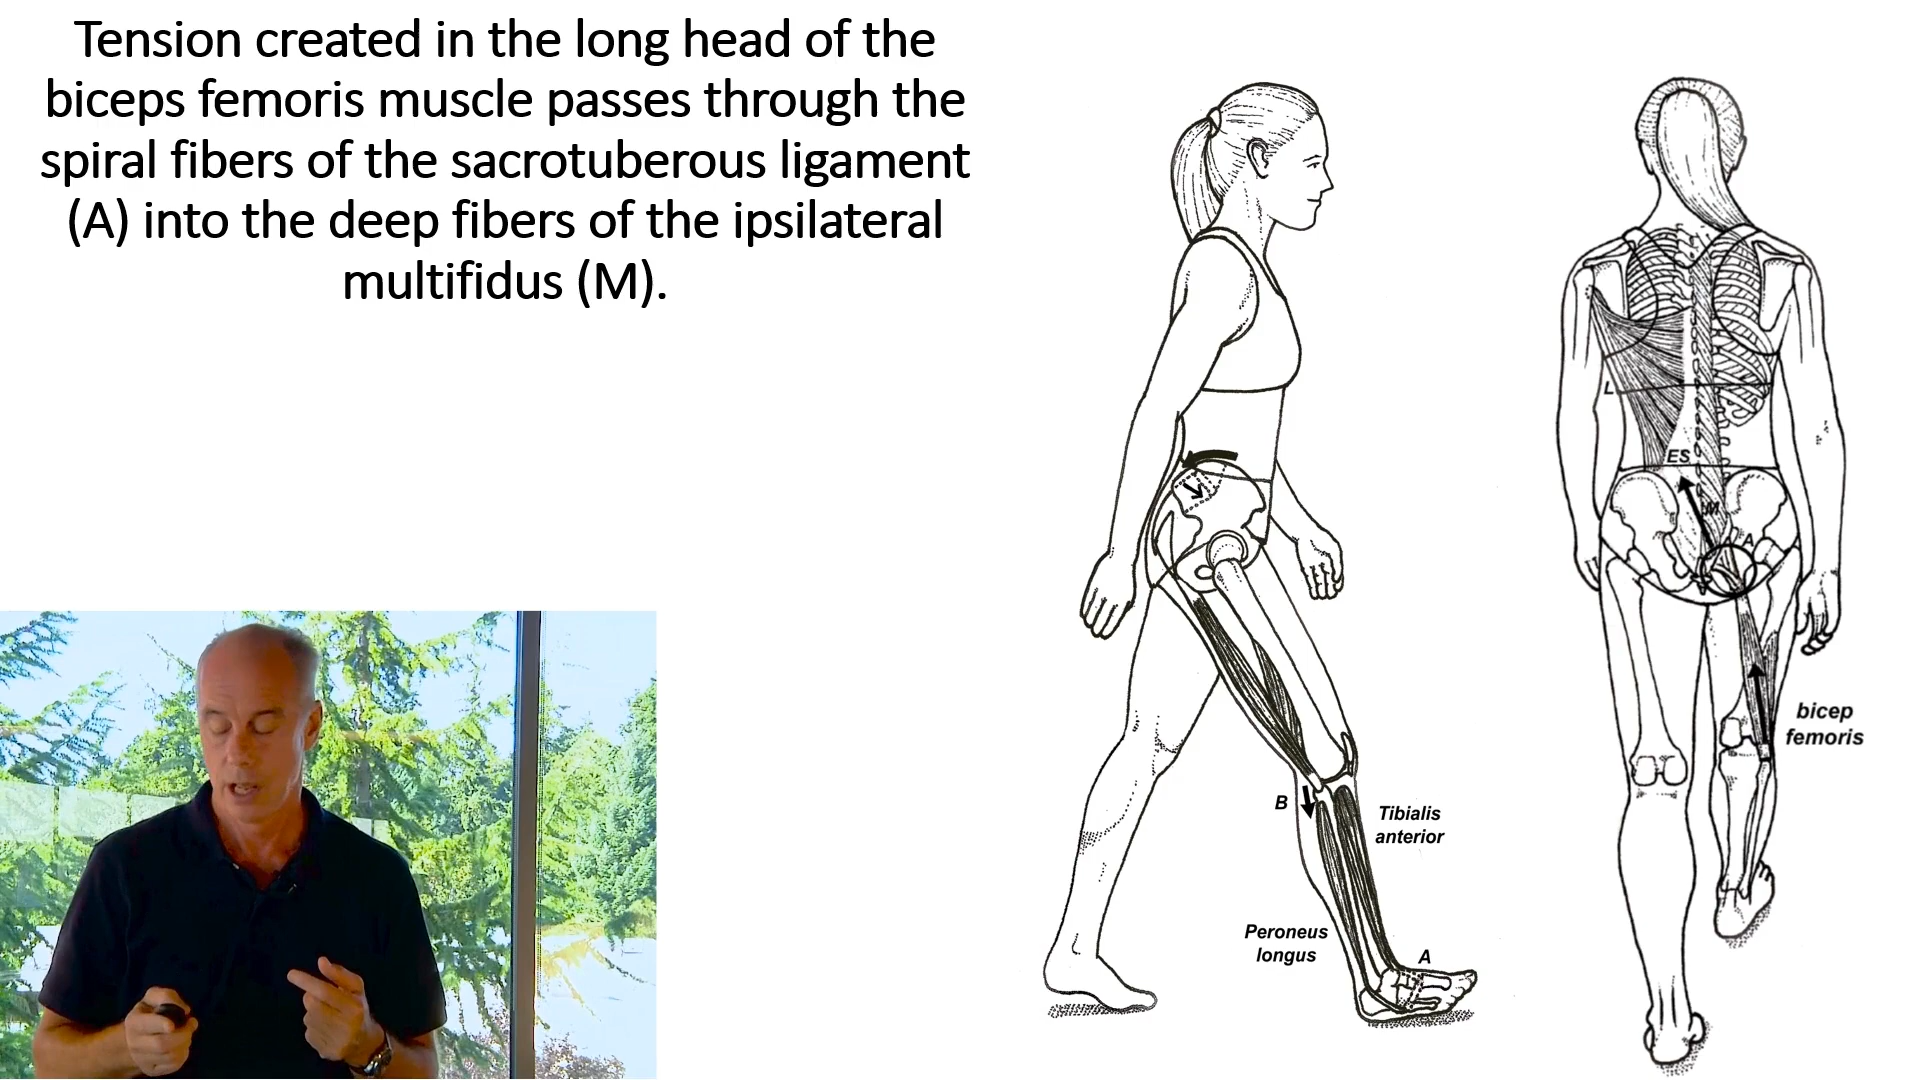 Tension created in the long head of the
biceps femoris muscle passes through the
spiral fibers of the sacrotuberous ligament
(A) into the deep fibers of the ipsilateral
multifidus (M).
L
ES
M
A
bicep
femoris
B
Tibialis
anterior
Peroneus
longus
A